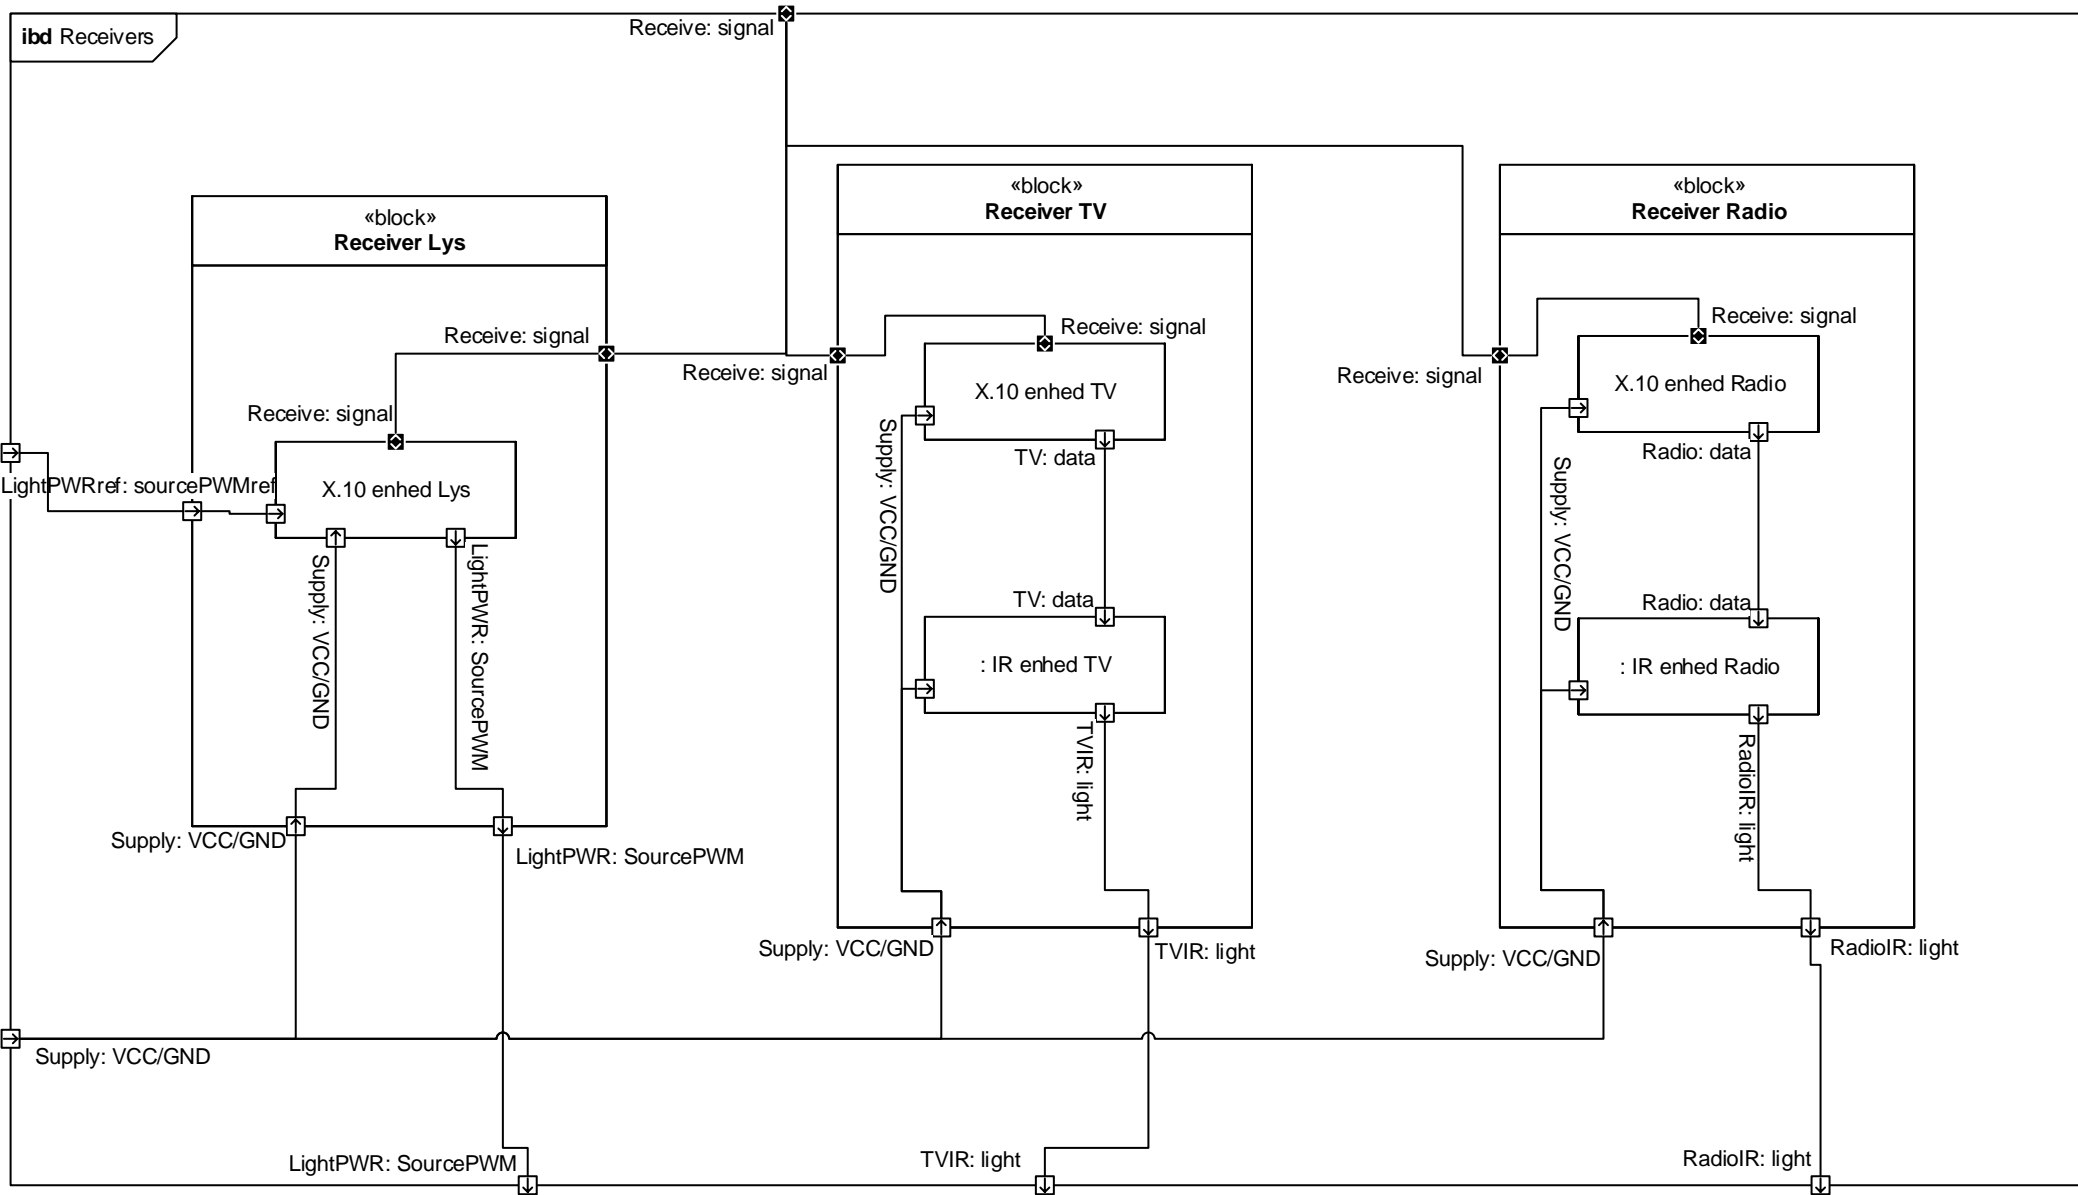 ibd Receivers
Receive: signal
«block»
Receiver Lys
Receive: signal
Receive: signal
LightPWRref: sourcePWMref
X.10 enhed Lys
Supply: VCC/GND
LightPWR: SourcePWM
Supply: VCC/GND
LightPWR: SourcePWM
«block»
Receiver TV
Receive: signal
Receive: signal
X.10 enhed TV
Supply: VCC/GND
TV: data
TV: data
: IR enhed TV
TVIR: light
Supply: VCC/GND
TVIR: light
«block»
Receiver Radio
Receive: signal
Receive: signal
X.10 enhed Radio
Supply: VCC/GND
Radio: data
Radio: data
: IR enhed Radio
RadioIR: light
Supply: VCC/GND
RadioIR: light
Supply: VCC/GND
LightPWR: SourcePWM
TVIR: light
RadioIR: light